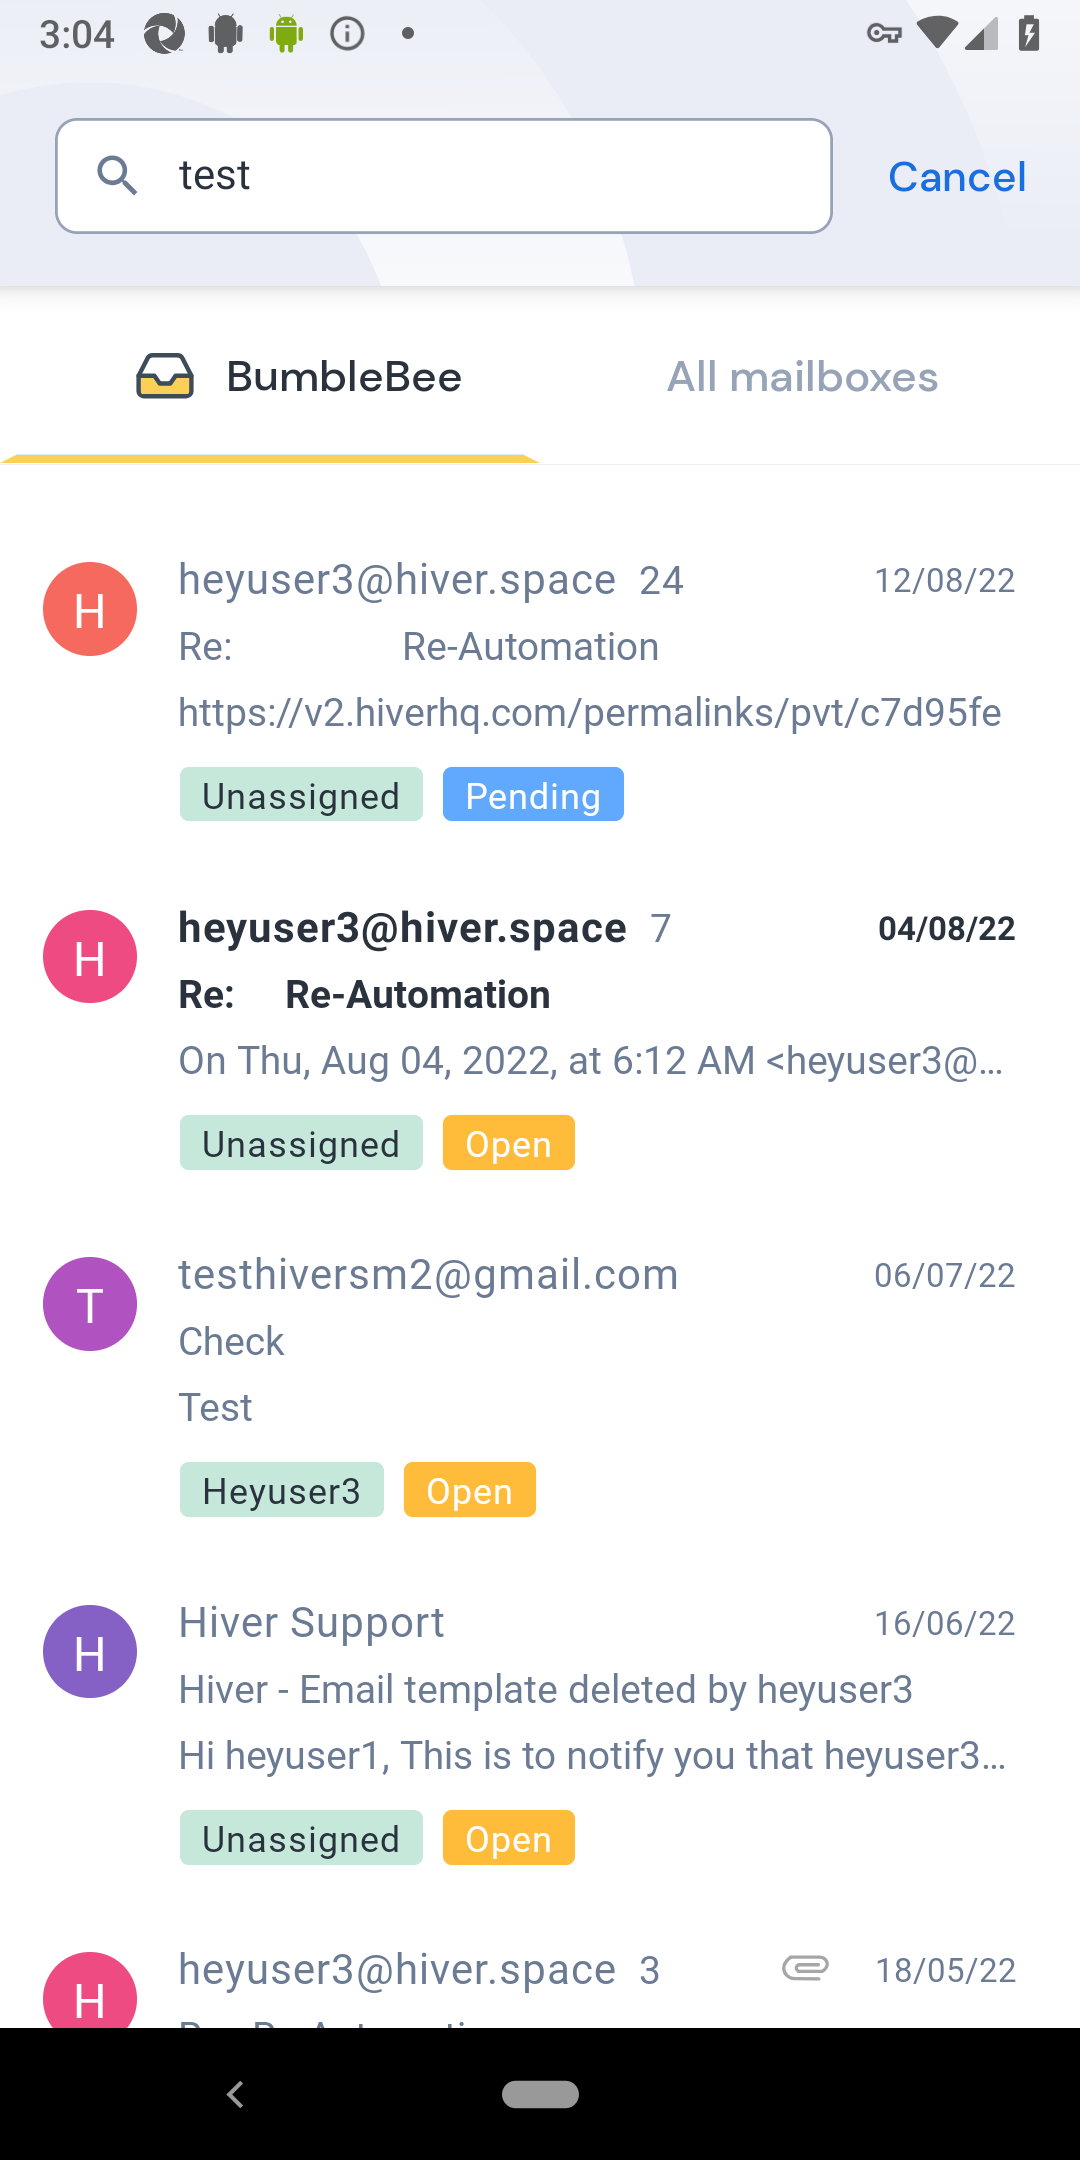 3:04
test
Cancel
BumbleBee
All mailboxes
H
heyuser3@hiver.space 24
12/08/22
Re: Re-Automation
https://v2.hiverhq.com/permalinks/pvt/c7d95fe
Unassigned Pending
H
heyuser3@hiver.space 7
04/08/22
Re: Re-Automation
On Thu, Aug 04, 2022, at 6:12 AM <heyuser3@...
Unassigned Open
T
testhiversm2@gmail.com
06/07/22
Check
Test
Heyuser3 Open
H
Hiver Support
16/06/22
Hiver - Email template deleted by heyuser3
Hi heyuser1, This is to notify you that heyuser3...
Unassigned Open
H
heyuser3@hiver.space 3
18/05/22